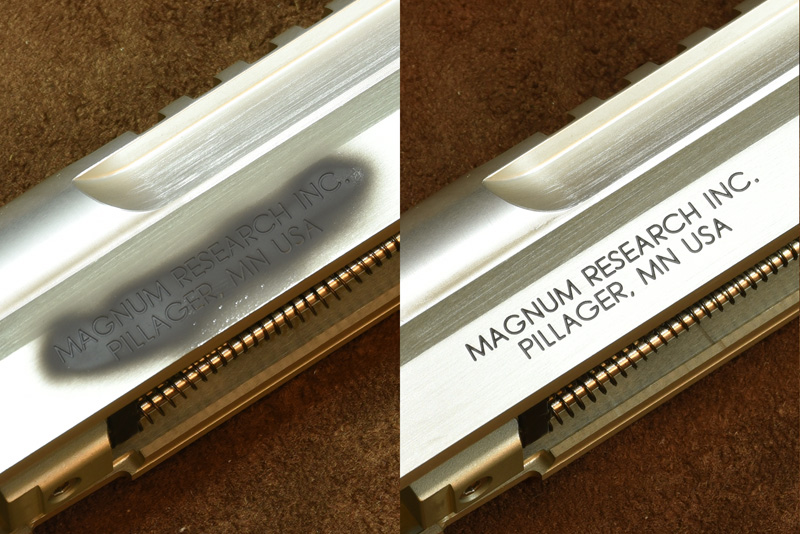 MAGNUM RESEARCH INC.
PILLAGER, MN USA
MAGNUM RESEARCH INC.
PILLAGER, MN USA